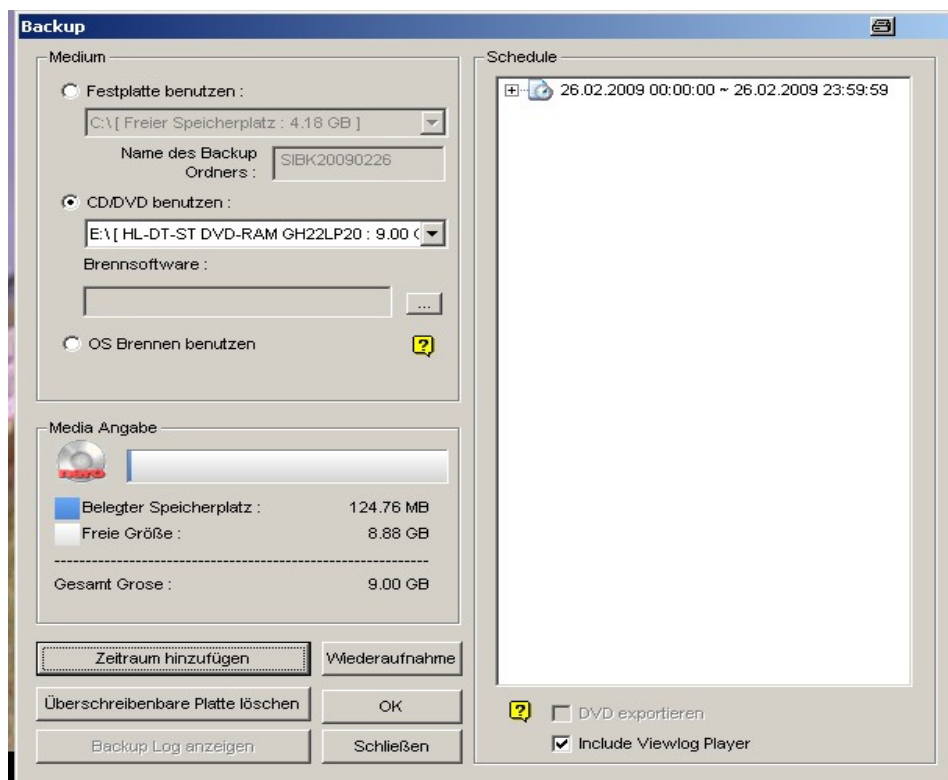 Backup
Medium
Festplatte benutzen :
C:\ [ Freier Speicherplatz : 4.18 GB ]
Name des Backup
Ordners :
SIBK20090226
CD/DVD benutzen :
E:\ [ HL-DT-ST DVD-RAM GH22LP20 : 9.00 (
Brennsoftware :
...
OS Brennen benutzen
?
Media Angabe
nero
Belegter Speicherplatz :
124.76 MB
Freie Größe :
8.88 GB
Gesamt Grose :
9.00 GB
Zeitraum hinzufügen
Wiederaufnahme
Überschreibenbare Platte löschen
OK
Backup Log anzeigen
Schließen
Schedule
26.02.2009 00:00:00 ~ 26.02.2009 23:59:59
?
DVD exportieren
Include Viewlog Player